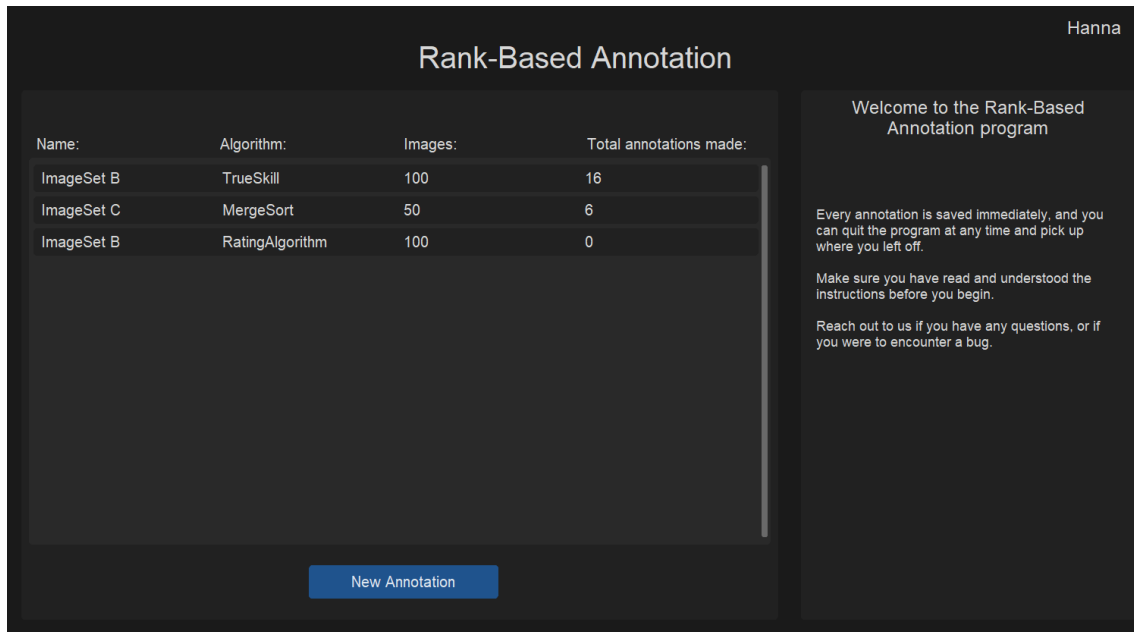 Hanna
Rank-Based Annotation
Name: Algorithm: Images: Total annotations made:
ImageSet B TrueSkill 100 16
ImageSet C MergeSort 50 6
ImageSet B RatingAlgorithm 100 0
New Annotation
Welcome to the Rank-Based
Annotation program
Every annotation is saved immediately, and you
can quit the program at any time and pick up
where you left off.
Make sure you have read and understood the
instructions before you begin.
Reach out to us if you have any questions, or if
you were to encounter a bug.